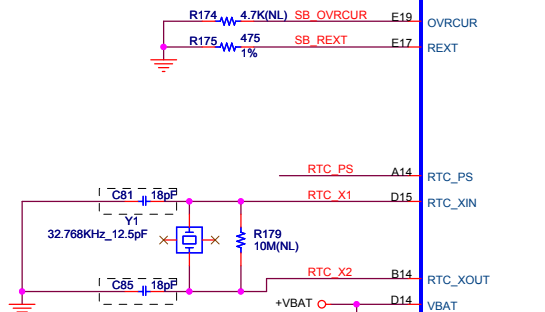 R174 4.7K(NL) SB_OVRCUR E19 OVRCUR
R175 475 SB_REXT E17 REXT
1%
RTC_PS A14 RTC_PS
C81 18pF RTC_X1 D15 RTC_XIN
Y1
32.768KHz_12.5pF R179
10M(NL)
C85 18pF RTC_X2 B14 RTC_XOUT
+VBAT D14 VBAT